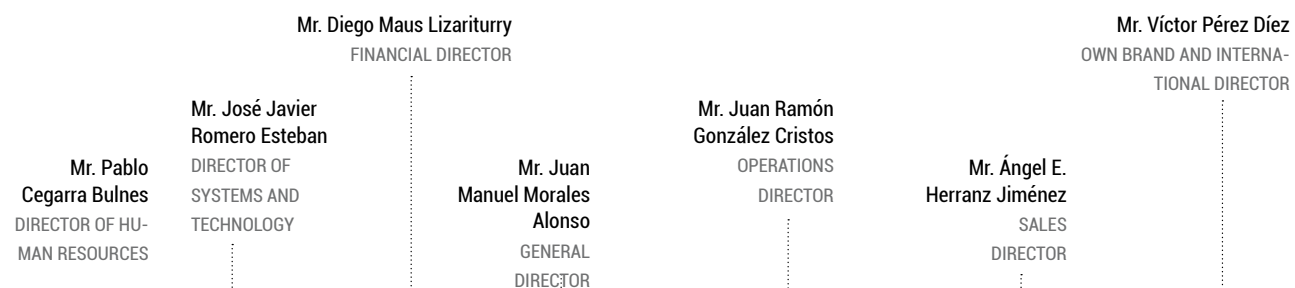 Mr. Diego Maus Lizariturry
FINANCIAL DIRECTOR
Mr. Víctor Pérez Díez
OWN BRAND AND INTERNA-
TIONAL DIRECTOR
Mr. José Javier
Romero Esteban
DIRECTOR OF
SYSTEMS AND
TECHNOLOGY
Mr. Juan Ramón
González Cristos
OPERATIONS
DIRECTOR
Mr. Pablo
Cegarra Bulnes
DIRECTOR OF HU-
MAN RESOURCES
Mr. Juan
Manuel Morales
Alonso
GENERAL
DIRECTOR
Mr. Ángel E.
Herranz Jiménez
SALES
DIRECTOR